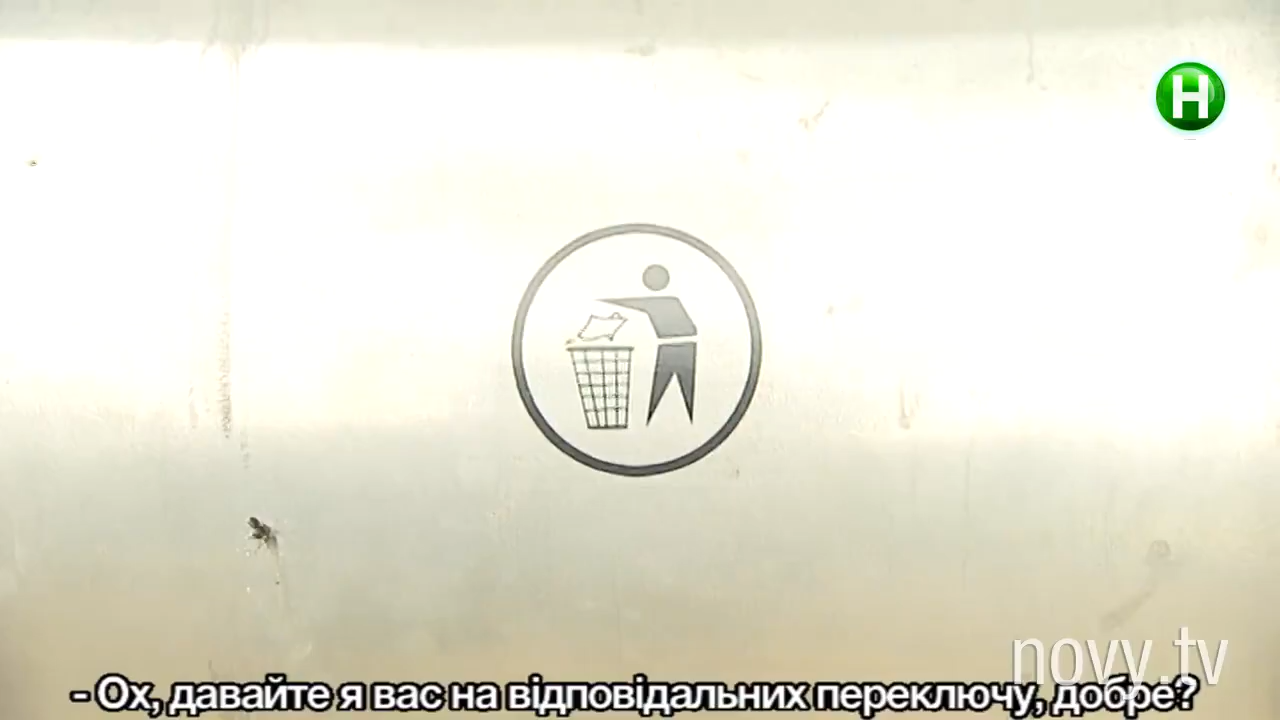 Н
novy.tv
- Ох, давайте я вас на відповідальних переключу, добре?